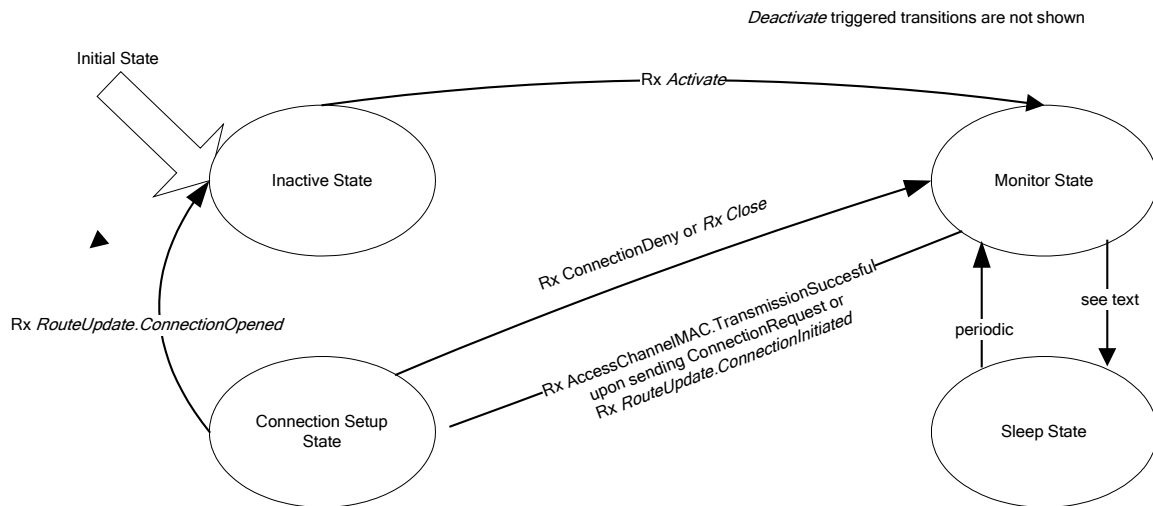 Deactivate triggered transitions are not shown
Initial State
Rx Activate
Inactive State
Monitor State
Rx ConnectionDeny or Rx Close
Rx AccessChannelMAC.TransmissionSuccesful
upon sending ConnectionRequest or
Rx RouteUpdate.ConnectionInitiated
see text
periodic
Rx RouteUpdate.ConnectionOpened
Connection Setup
State
Sleep State